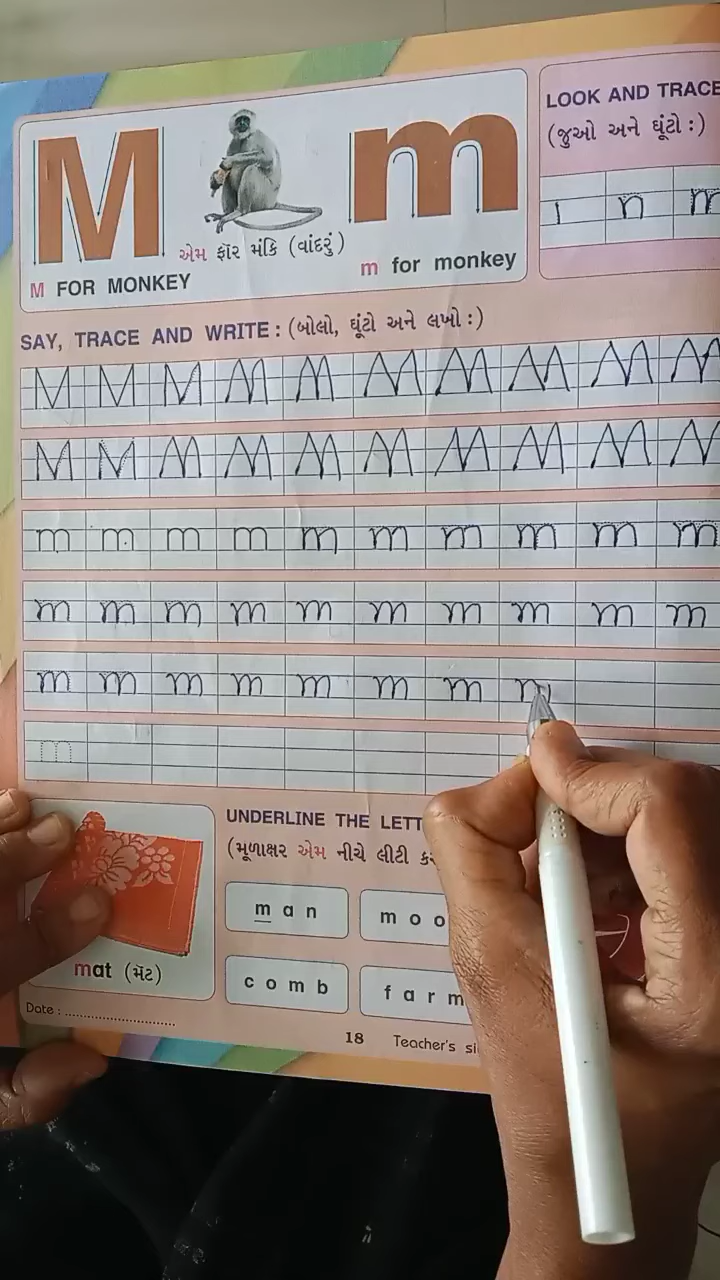 M m
એમ ફૉર મંકિ (વાંદરું)
M FOR MONKEY
m for monkey
LOOK AND TRACE
(જુઓ અને ઘૂંટો :)
ı n m
SAY, TRACE AND WRITE : (બોલો, ઘૂંટો અને લખો :)
M M M M M M M M M M
M M M M M M M M M M
m m m m m m m m m m
m m m m m m m m m m
m m m m m m m m
m
UNDERLINE THE LETT
(મૂળાક્ષર એમ નીચે લીટી
man
moo
comb
farm
mat (મૅટ)
Date :
18
Teacher's